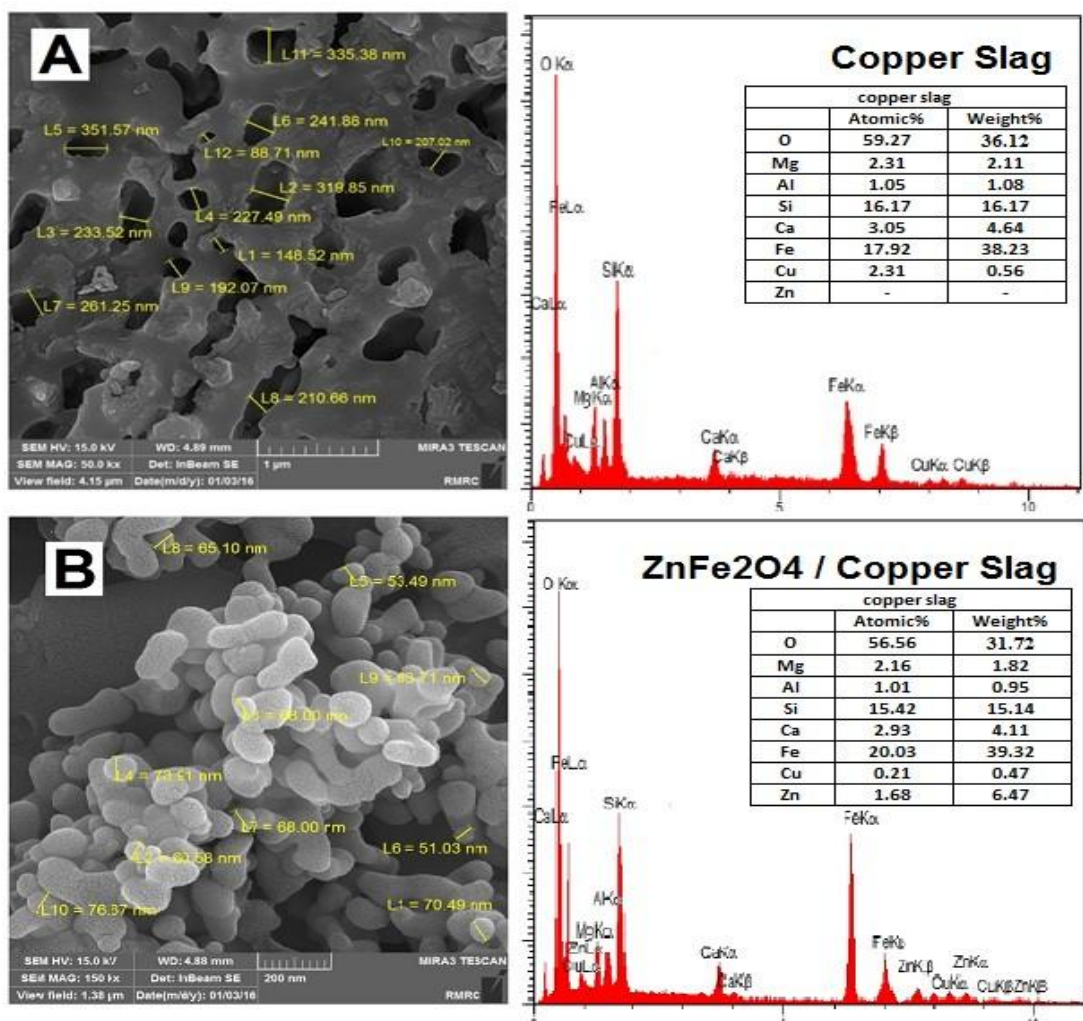 A
L11 = 335.38 nm
L5 = 351.57 nm
L6 = 241.88 nm
L12 = 88.71 nm
L10 = 207.02 nm
L2 = 319.85 nm
L4 = 227.49 nm
L3 = 233.52 nm
L1 = 148.52 nm
L9 = 192.07 nm
L7 = 261.25 nm
L8 = 210.66 nm
SEM HV: 15.0 kV WD: 4.89 mm MIRA3 TESCAN
SEM MAG: 50.0 kx Det: InBeam SE 1 µm
View field: 4.15 µm Date(m/d/y): 01/03/16 RMRC
Copper Slag
copper slag
Atomic% Weight%
O 59.27 36.12
Mg 2.31 2.11
Al 1.05 1.08
Si 16.17 16.17
Ca 3.05 4.64
Fe 17.92 38.23
Cu 2.31 0.56
Zn - -
O Kα
FeLα
CaLα
SiKα
AlKα
MgKα
CuLα
CaKα
CaKβ
FeKα
FeKβ
CuKα CuKβ
0 10
B
L8 = 65.10 nm
L5 = 53.49 nm
L7 = 68.00 nm
L6 = 51.03 nm
L1 = 70.49 nm
SEM HV: 15.0 kV WD: 4.88 mm MIRA3 TESCAN
SEM MAG: 150 kx Det: InBeam SE 200 nm
View field: 1.38 µm Date(m/d/y): 01/03/16 RMRC
ZnFe2O4 / Copper Slag
copper slag
Atomic% Weight%
O 56.56 31.72
Mg 2.16 1.82
Al 1.01 0.95
Si 15.42 15.14
Ca 2.93 4.11
Fe 20.03 39.32
Cu 0.21 0.47
Zn 1.68 6.47
O Kα
FeLα
CaLα
SiKα
AlKα
MgKα
ZnLα
CuLα
CaKα
CaKβ
FeKα
ZnKβ
ZnKα
CuKα
CuKβZnKβ